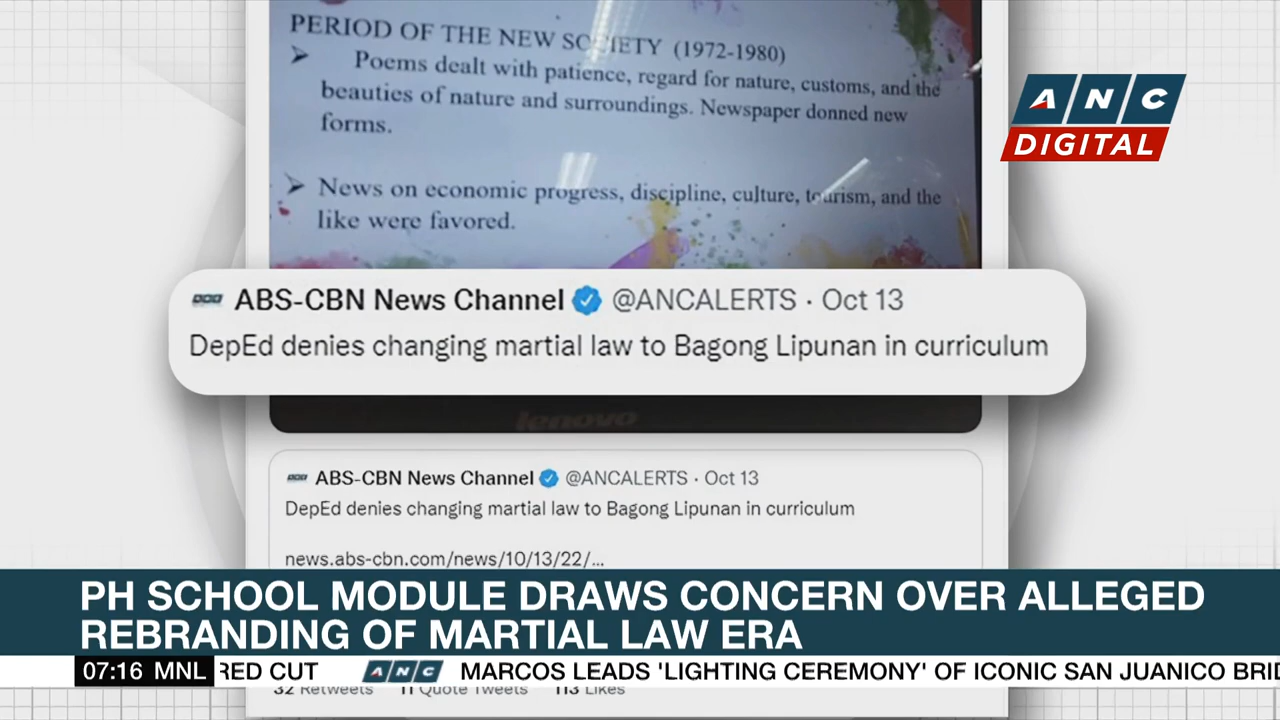 PERIOD OF THE NEW SOCIETY (1972-1980)
➢ Poems dealt with patience, regard for nature, customs, and the
beauties of nature and surroundings. Newspaper donned new
forms.
➢ News on economic progress, discipline, culture, tourism, and the
like were favored.
ANC
DIGITAL
ABS-CBN News Channel @ANCALERTS · Oct 13
DepEd denies changing martial law to Bagong Lipunan in curriculum
lenovo
ABS-CBN News Channel @ANCALERTS · Oct 13
DepEd denies changing martial law to Bagong Lipunan in curriculum
news.abs-cbn.com/news/10/13/22/...
PH SCHOOL MODULE DRAWS CONCERN OVER ALLEGED
REBRANDING OF MARTIAL LAW ERA
07:16 MNL RED CUT ANC MARCOS LEADS 'LIGHTING CEREMONY' OF ICONIC SAN JUANICO BRID
32 Retweets 11 Quote Tweets 113 Likes